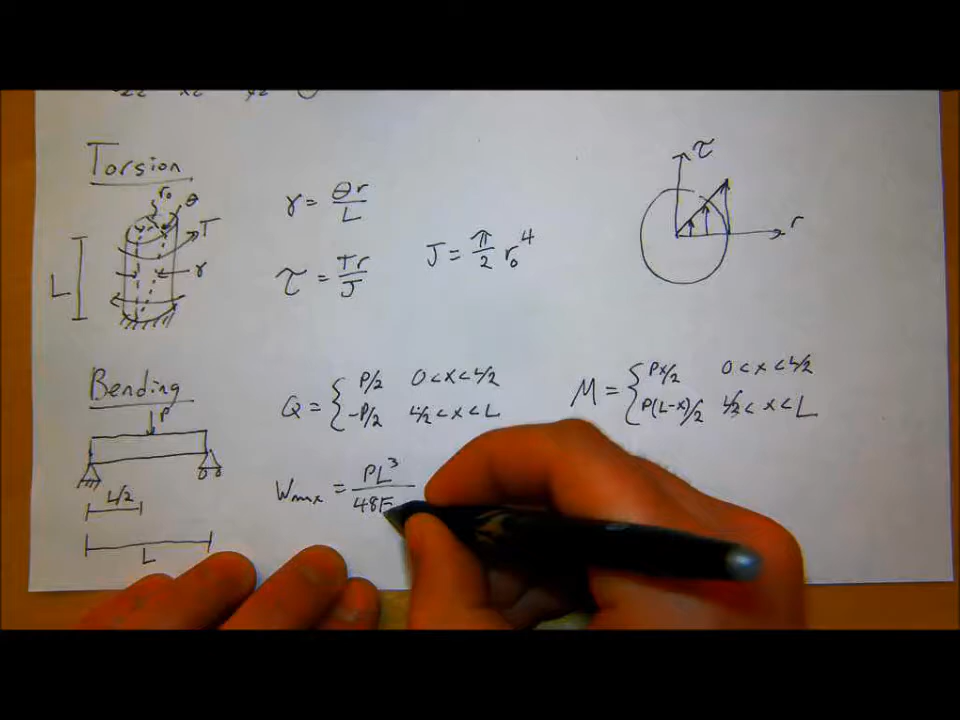 Torsion
r₀ θ
T
γ
L
γ = θr/L
τ = Tr/J
J = π/2 r₀⁴
τ
r
Bending
P
L/2
L
Q = { P/2 0 < x < L/2
-P/2 L/2 < x < L
M = { Px/2 0 < x < L/2
P(L-x)/2 L/2 < x < L
Wmx = PL³/48E